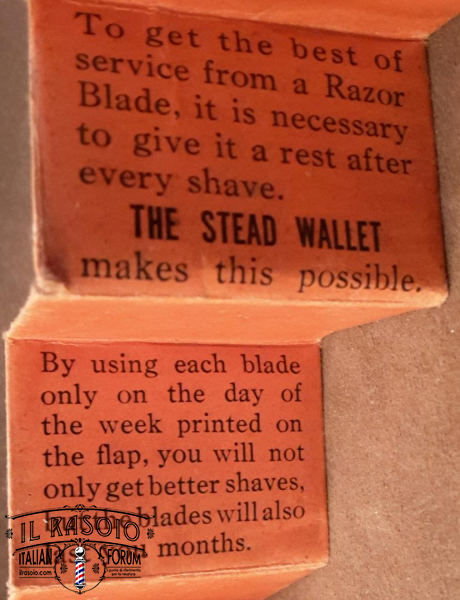 To get the best of
service from a Razor
Blade, it is necessary
to give it a rest after
every shave.
THE STEAD WALLET
makes this possible.
By using each blade
only on the day of
the week printed on
the flap, you will not
only get better shaves,
blades will also
months.
IL RASOIO
ITALIAN FORUM
ilrasoio.com